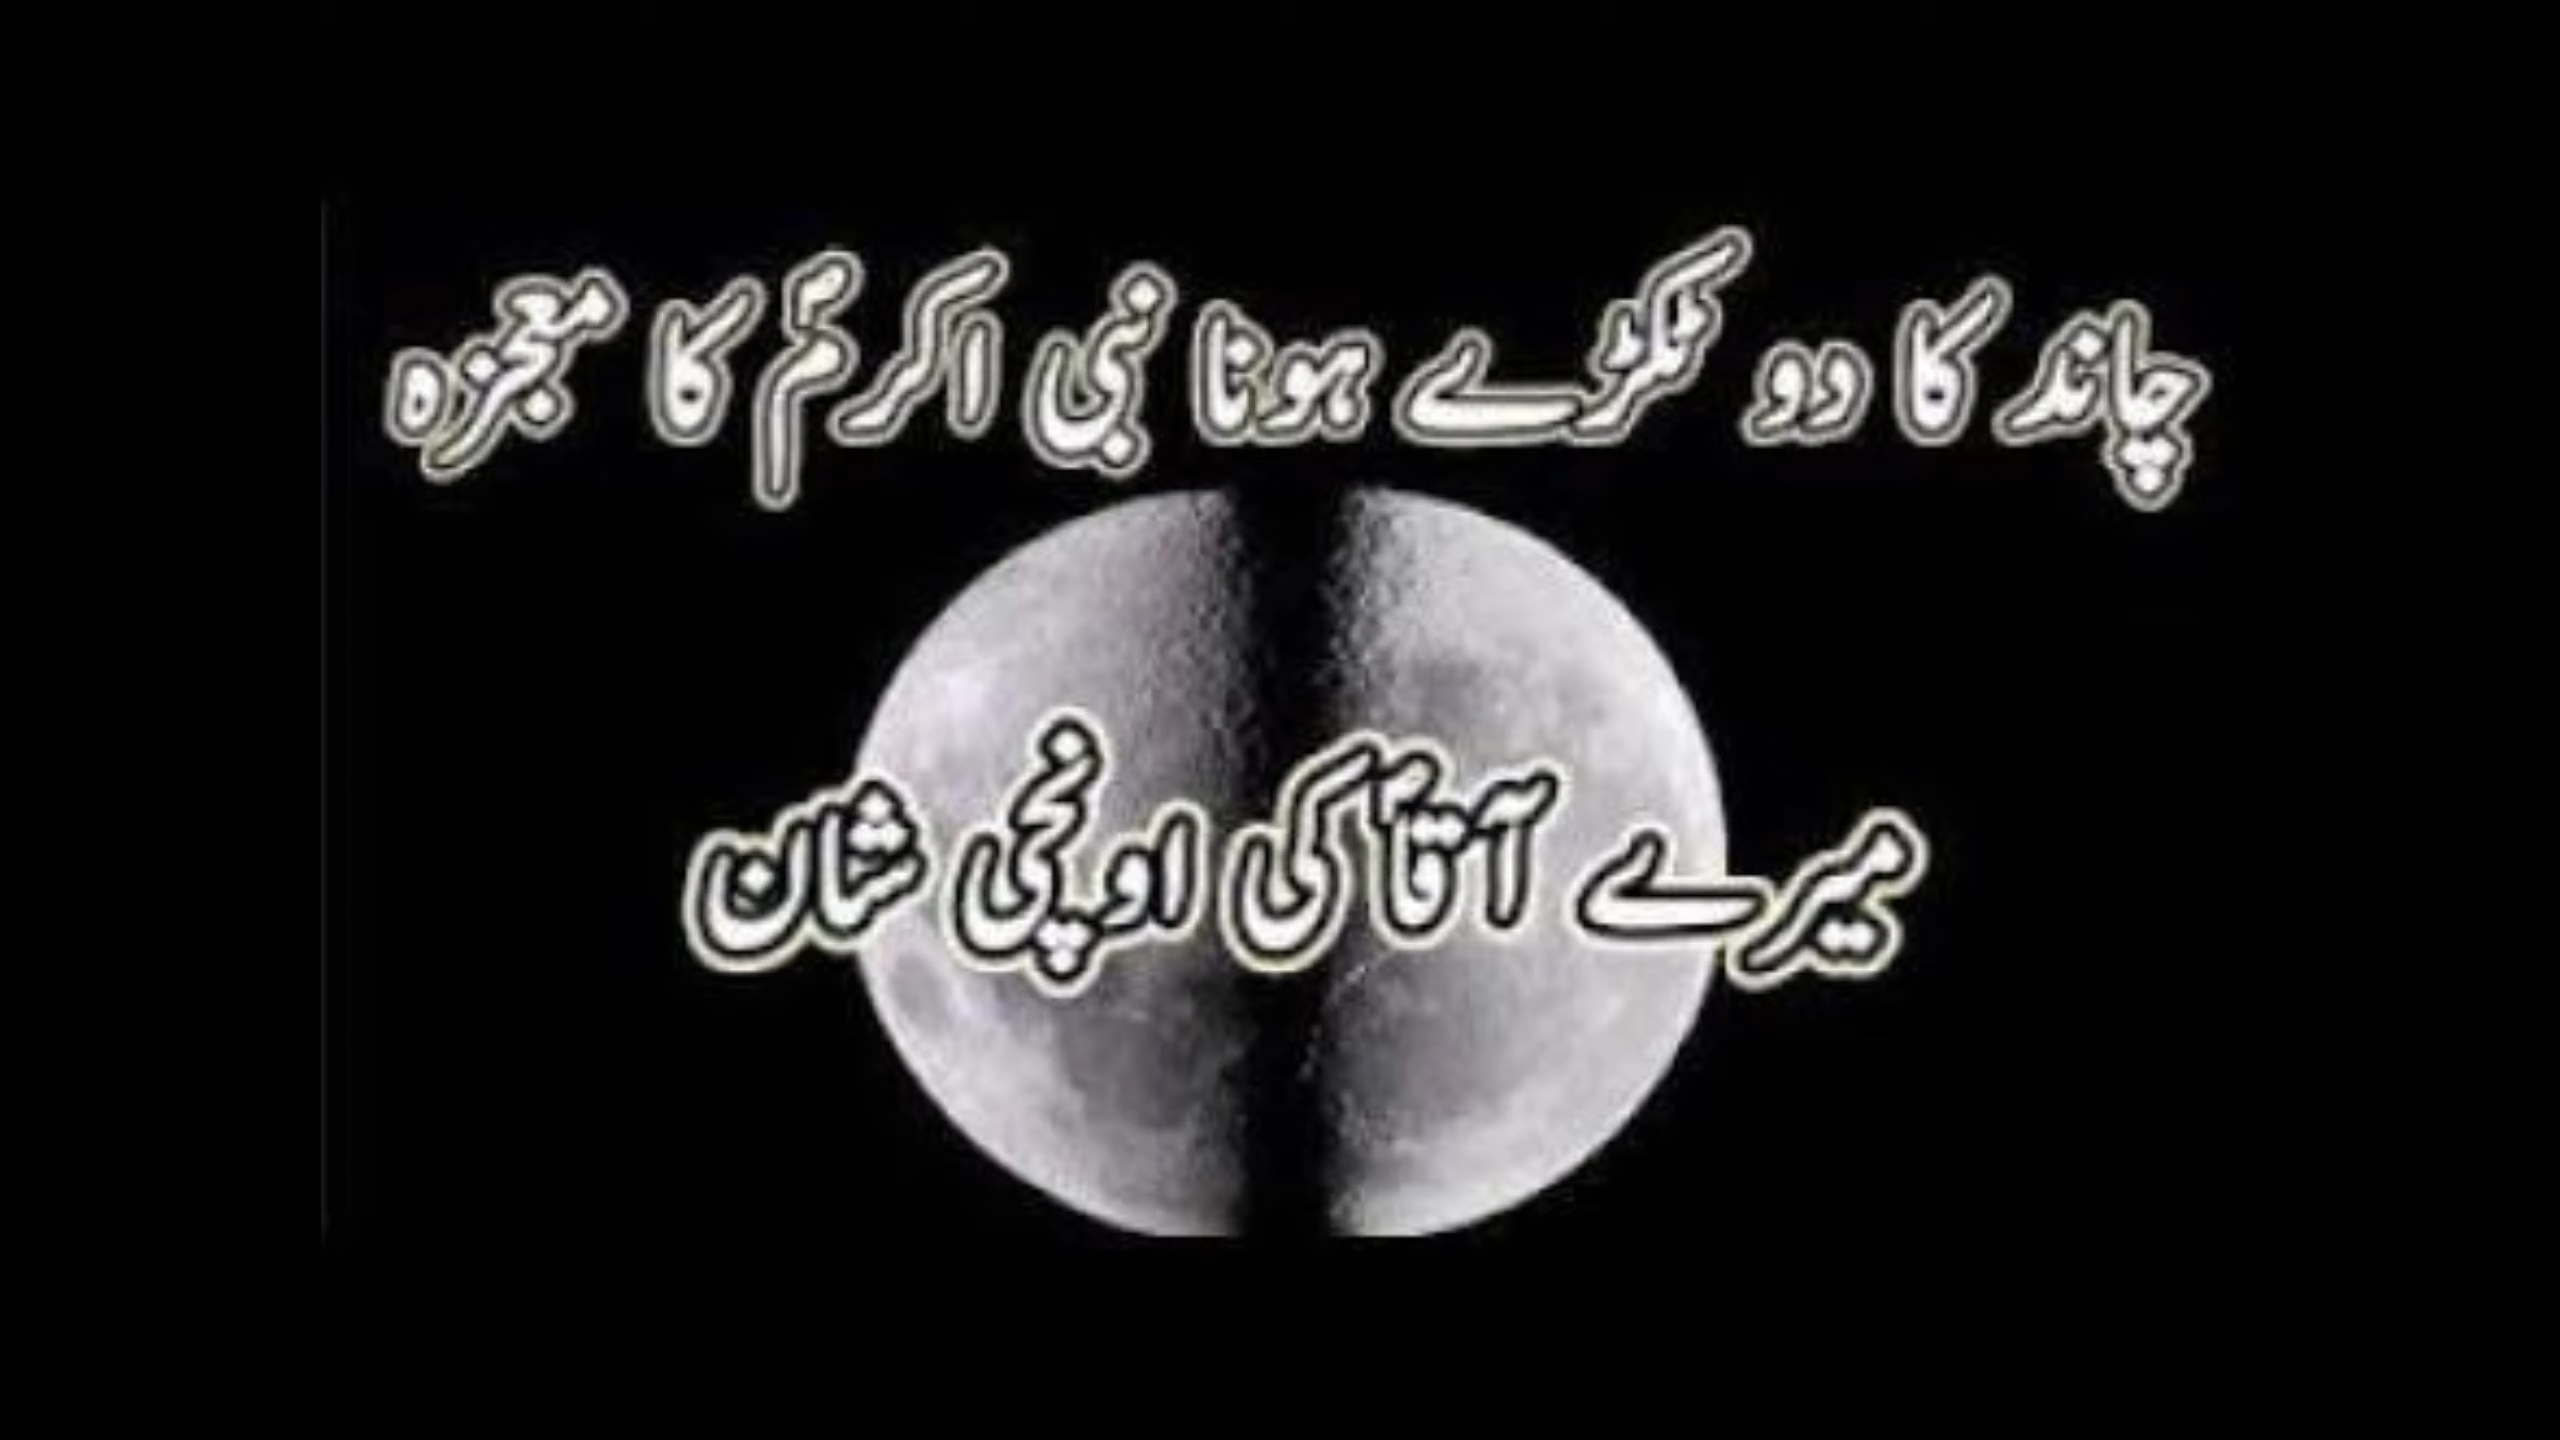 چاند کا دو ٹکڑے ہونا نبی اکرمؐ کا معجزہ
میرے آقاؐ کی اونچی شان